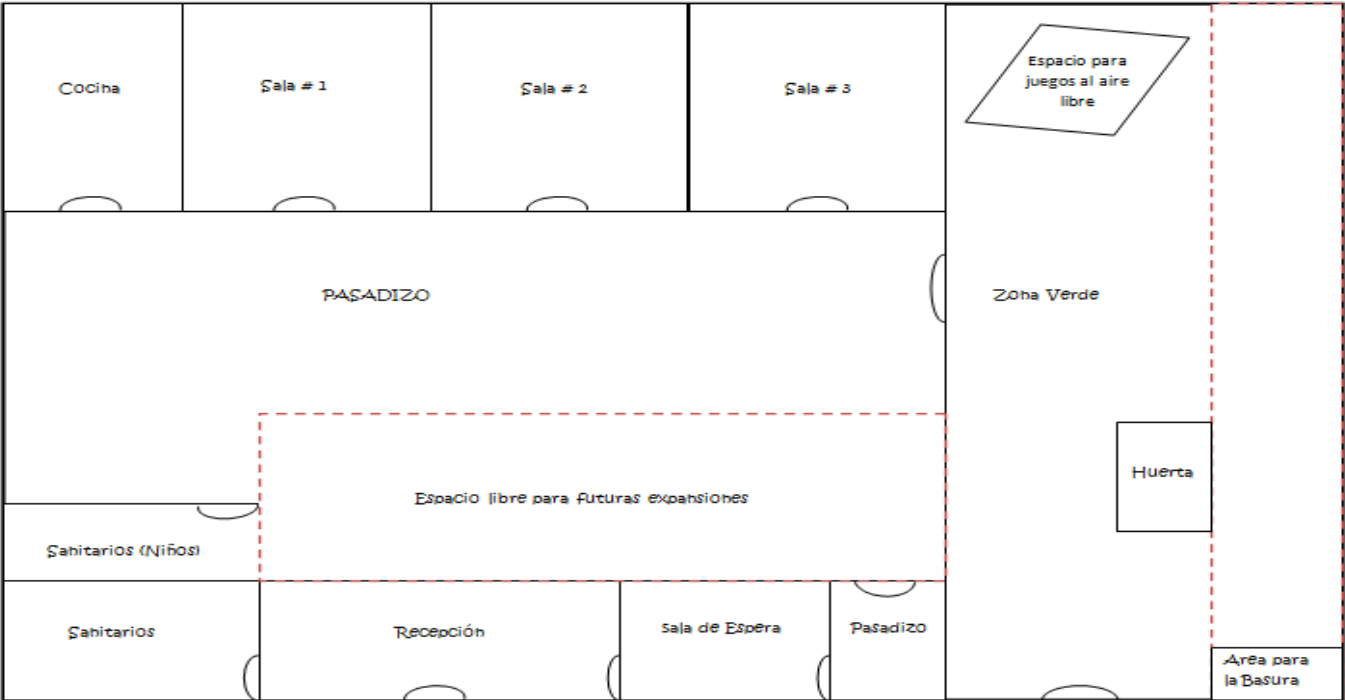 Cocina
Sala # 1
Sala # 2
Sala # 3
Espacio para
juegos al aire
libre
PASADIZO
Zona Verde
Huerta
Espacio libre para futuras expansiones
Sanitarios (Niños)
Sanitarios
Recepción
Sala de Espera
Pasadizo
Area para
la Basura